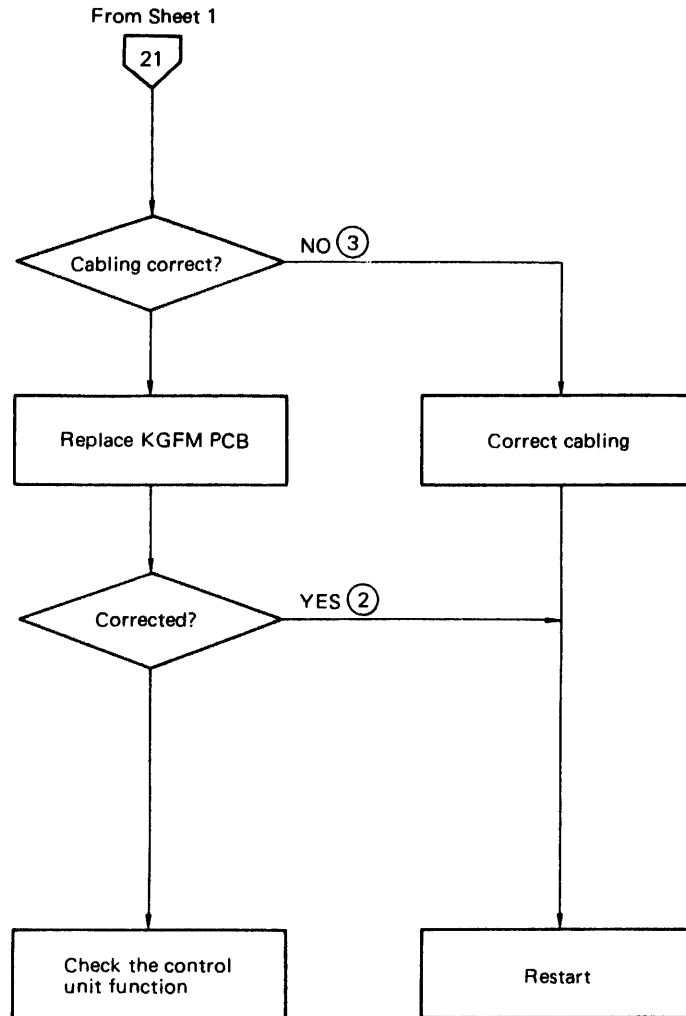 From Sheet 1
21
Cabling correct?
NO ③
Replace KGFM PCB
Correct cabling
Corrected?
YES ②
Check the control
unit function
Restart